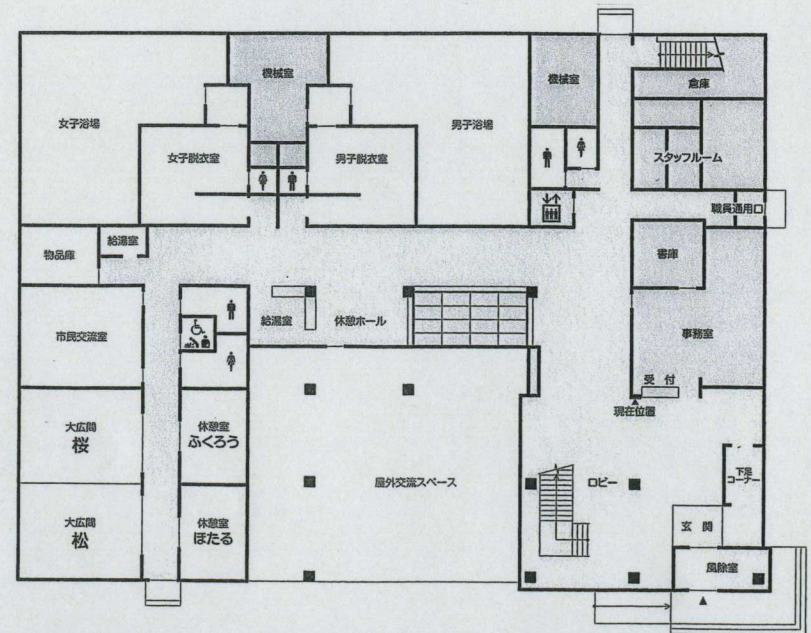 機械室
機械室
倉庫
女子浴場
男子浴場
女子脱衣室
男子脱衣室
スタッフルーム
職員通用口
給湯室
物品庫
書庫
給湯室
休憩ホール
市民交流室
事務室
受付
現在位置
大広間
桜
休憩室
ふくろう
屋外交流スペース
ロビー
下足
コーナー
大広間
松
休憩室
ほたる
玄関
風除室